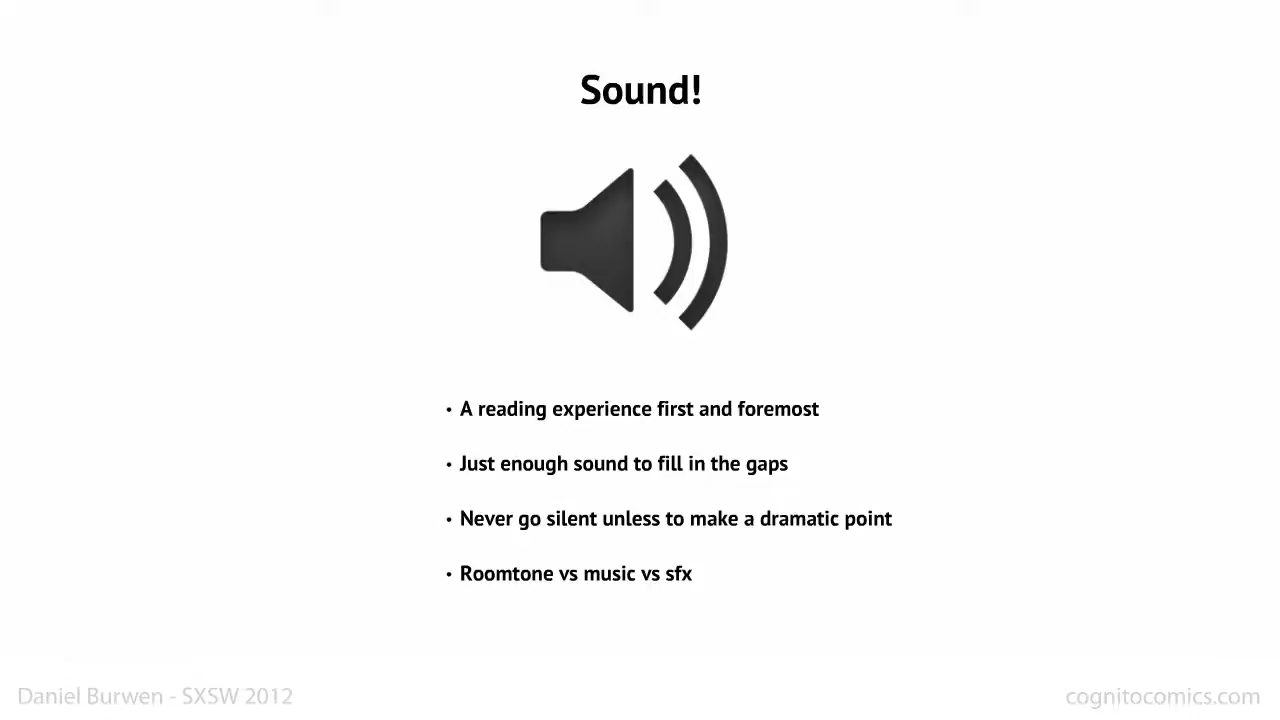 Sound!
• A reading experience first and foremost
• Just enough sound to fill in the gaps
• Never go silent unless to make a dramatic point
• Roomtone vs music vs sfx
Daniel Burwen - SXSW 2012
cognitocomics.com